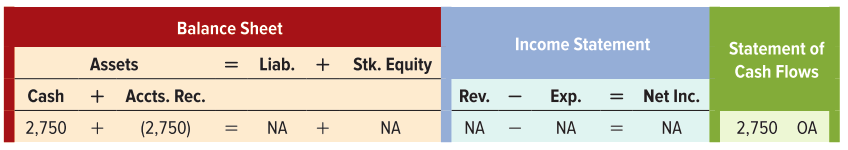 Balance Sheet
Income Statement
Statement of
Cash Flows
Assets = Liab. + Stk. Equity
Cash + Accts. Rec.
Rev. − Exp. = Net Inc.
2,750 + (2,750) = NA + NA NA − NA = NA 2,750 OA